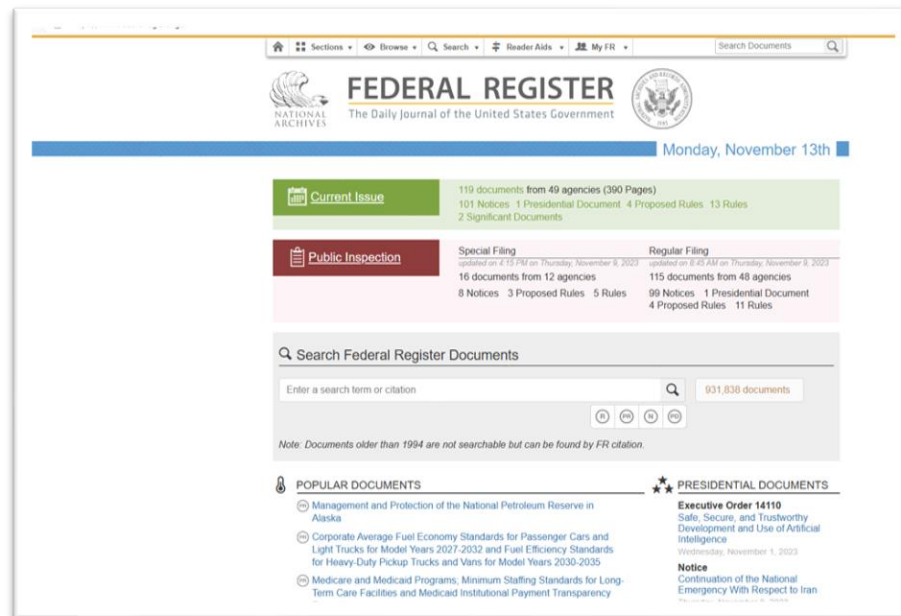 Sections Browse Search Reader Aids My FR Search Documents
NATIONAL ARCHIVES
FEDERAL REGISTER
The Daily Journal of the United States Government
Monday, November 13th
Current Issue
119 documents from 49 agencies (390 Pages)
101 Notices 1 Presidential Document 4 Proposed Rules 13 Rules
2 Significant Documents
Public Inspection
Special Filing
updated on 4:15 PM on Thursday, November 9, 2023
16 documents from 12 agencies
8 Notices 3 Proposed Rules 5 Rules
Regular Filing
updated on 8:45 AM on Thursday, November 9, 2023
115 documents from 48 agencies
99 Notices 1 Presidential Document
4 Proposed Rules 11 Rules
Search Federal Register Documents
Enter a search term or citation
931,838 documents
R PR N PD
Note: Documents older than 1994 are not searchable but can be found by FR citation.
POPULAR DOCUMENTS
PR Management and Protection of the National Petroleum Reserve in
Alaska
PR Corporate Average Fuel Economy Standards for Passenger Cars and
Light Trucks for Model Years 2027-2032 and Fuel Efficiency Standards
for Heavy-Duty Pickup Trucks and Vans for Model Years 2030-2035
PR Medicare and Medicaid Programs; Minimum Staffing Standards for Long-
Term Care Facilities and Medicaid Institutional Payment Transparency
PRESIDENTIAL DOCUMENTS
Executive Order 14110
Safe, Secure, and Trustworthy
Development and Use of Artificial
Intelligence
Wednesday, November 1, 2023
Notice
Continuation of the National
Emergency With Respect to Iran